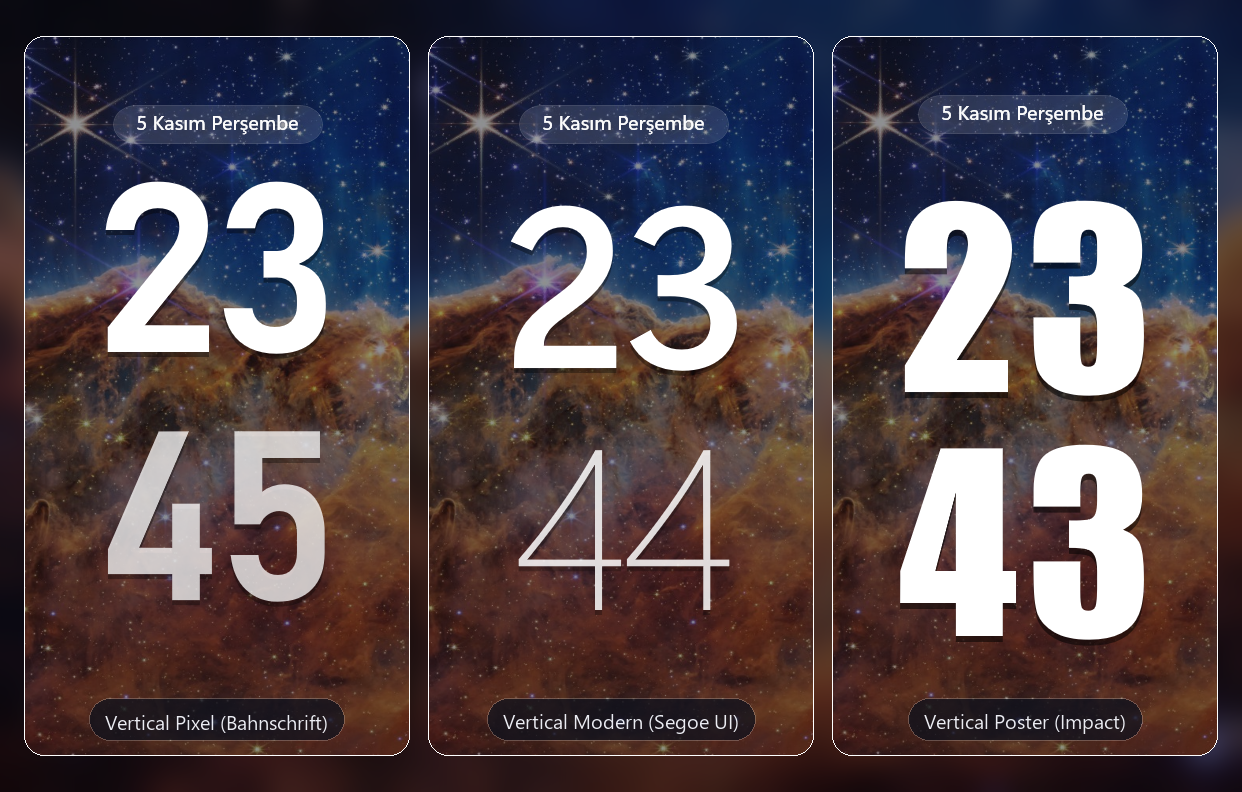 5 Kasım Perşembe
23
45
Vertical Pixel (Bahnschrift)
5 Kasım Perşembe
23
44
Vertical Modern (Segoe UI)
5 Kasım Perşembe
23
43
Vertical Poster (Impact)